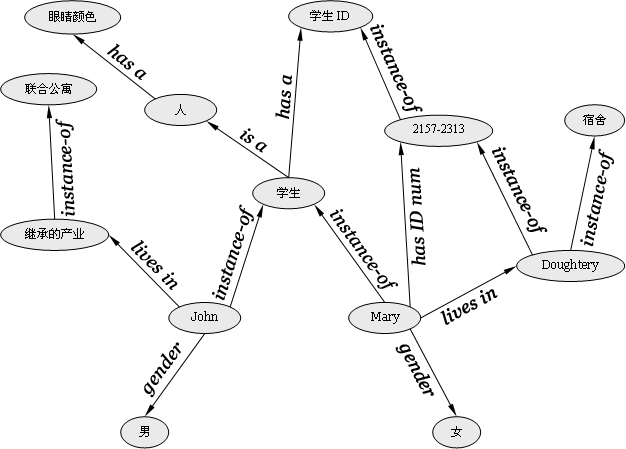 眼睛颜色
学生 ID
has a
instance-of
联合公寓
人
has a
2157-2313
宿舍
instance-of
is a
学生
instance-of
instance-of
继承的产业
lives in
instance-of
instance-of
has ID num
Doughtery
John
Mary
lives in
gender
gender
男
女